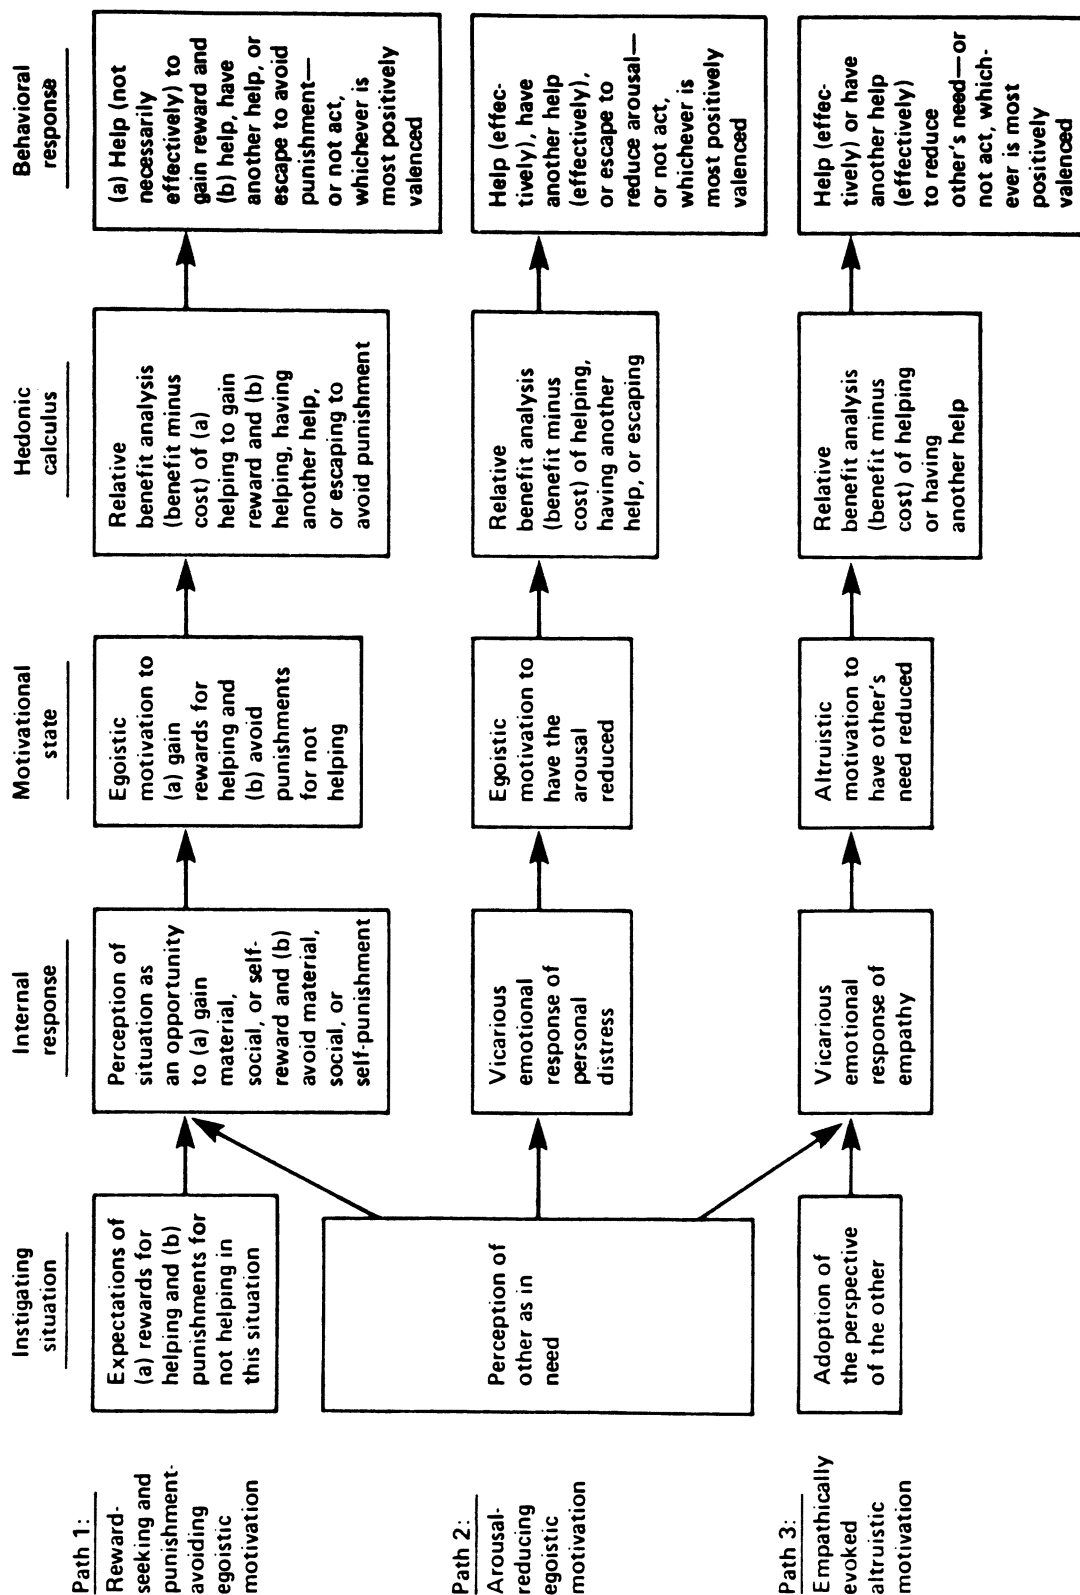 Instigating
situation
Internal
response
Motivational
state
Hedonic
calculus
Behavioral
response
Path 1:
Reward-
seeking and
punishment-
avoiding
egoistic
motivation
Expectations of
(a) rewards for
helping and (b)
punishments for
not helping in
this situation
Perception of
situation as
an opportunity
to (a) gain
material,
social, or self-
reward and (b)
avoid material,
social, or
self-punishment
Egoistic
motivation to
(a) gain
rewards for
helping and
(b) avoid
punishments
for not
helping
Relative
benefit analysis
(benefit minus
cost) of (a)
helping to gain
reward and (b)
helping, having
another help,
or escaping to
avoid punishment
(a) Help (not
necessarily
effectively) to
gain reward and
(b) help, have
another help, or
escape to avoid
punishment—
or not act,
whichever is
most positively
valenced
Path 2:
Arousal-
reducing
egoistic
motivation
Perception of
other as in
need
Vicarious
emotional
response of
personal
distress
Egoistic
motivation to
have the
arousal
reduced
Relative
benefit analysis
(benefit minus
cost) of helping,
having another
help, or escaping
Help (effec-
tively), have
another help
(effectively),
or escape to
reduce arousal—
or not act,
whichever is
most positively
valenced
Path 3:
Empathically
evoked
altruistic
motivation
Adoption of
the perspective
of the other
Vicarious
emotional
response of
empathy
Altruistic
motivation to
have other's
need reduced
Relative
benefit analysis
(benefit minus
cost) of helping
or having
another help
Help (effec-
tively) or have
another help
(effectively)
to reduce
other's need—or
not act, which-
ever is most
positively
valenced